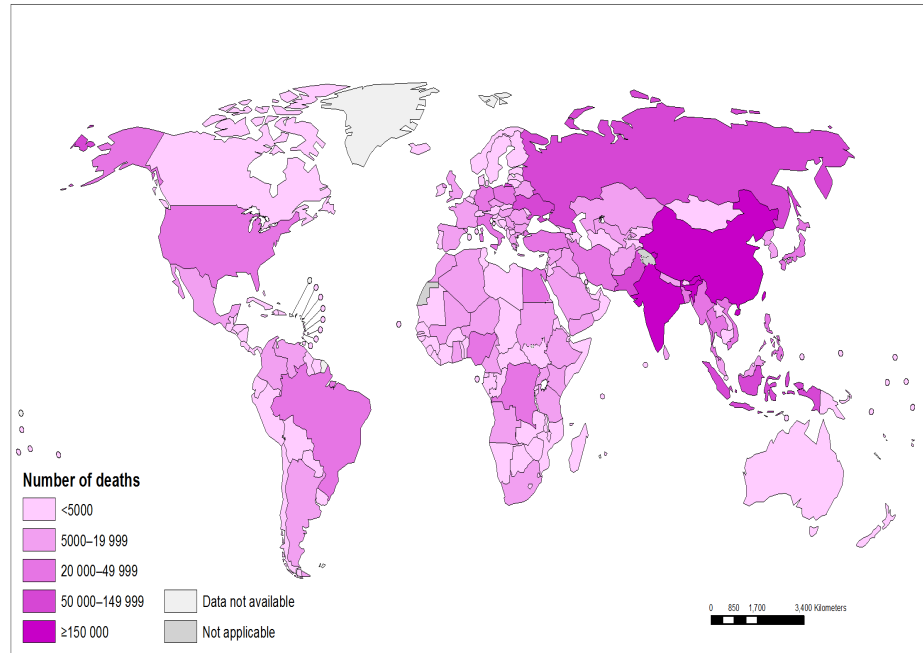 Number of deaths
<5000
5000–19 999
20 000–49 999
50 000–149 999
≥150 000
Data not available
Not applicable
0 850 1,700 3,400 Kilometers